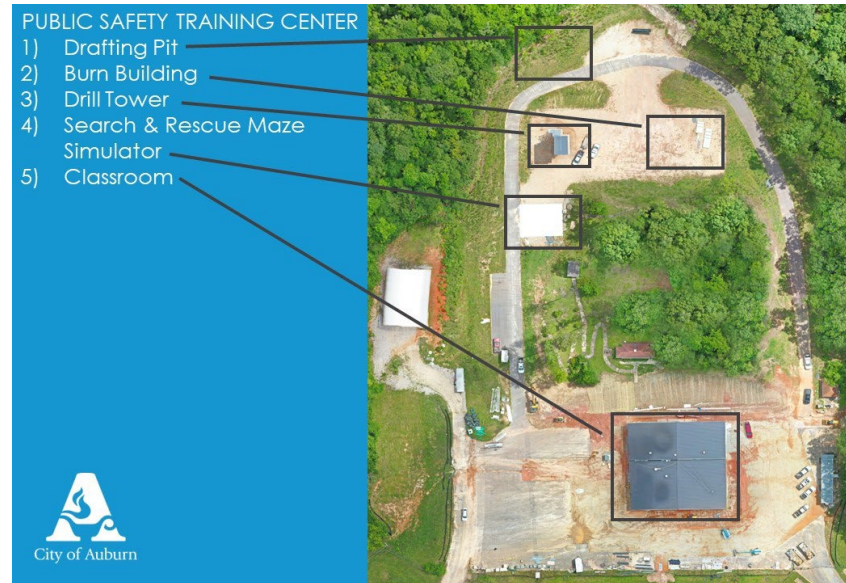 PUBLIC SAFETY TRAINING CENTER
1) Drafting Pit
2) Burn Building
3) Drill Tower
4) Search & Rescue Maze
Simulator
5) Classroom
City of Auburn